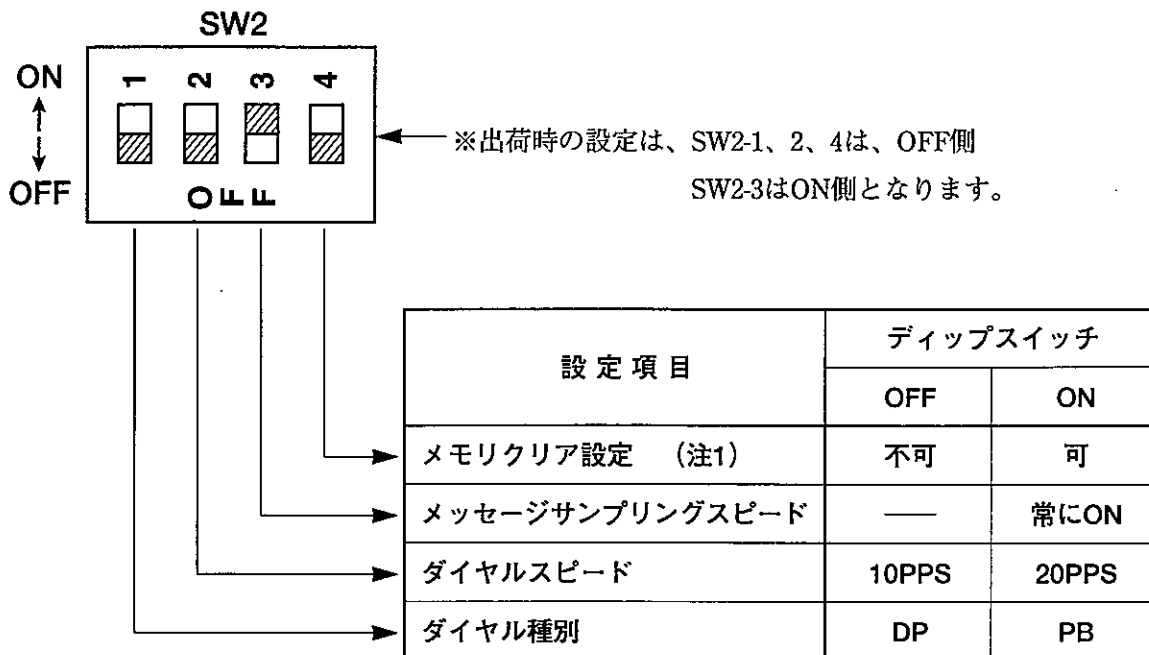 SW2
ON
1 2 3 4
OFF
OFF
※出荷時の設定は、SW2-1、2、4は、OFF側
SW2-3はON側となります。
設定項目 ディップスイッチ
OFF ON
メモリクリア設定 （注1） 不可 可
メッセージサンプリングスピード —— 常にON
ダイヤルスピード 10PPS 20PPS
ダイヤル種別 DP PB